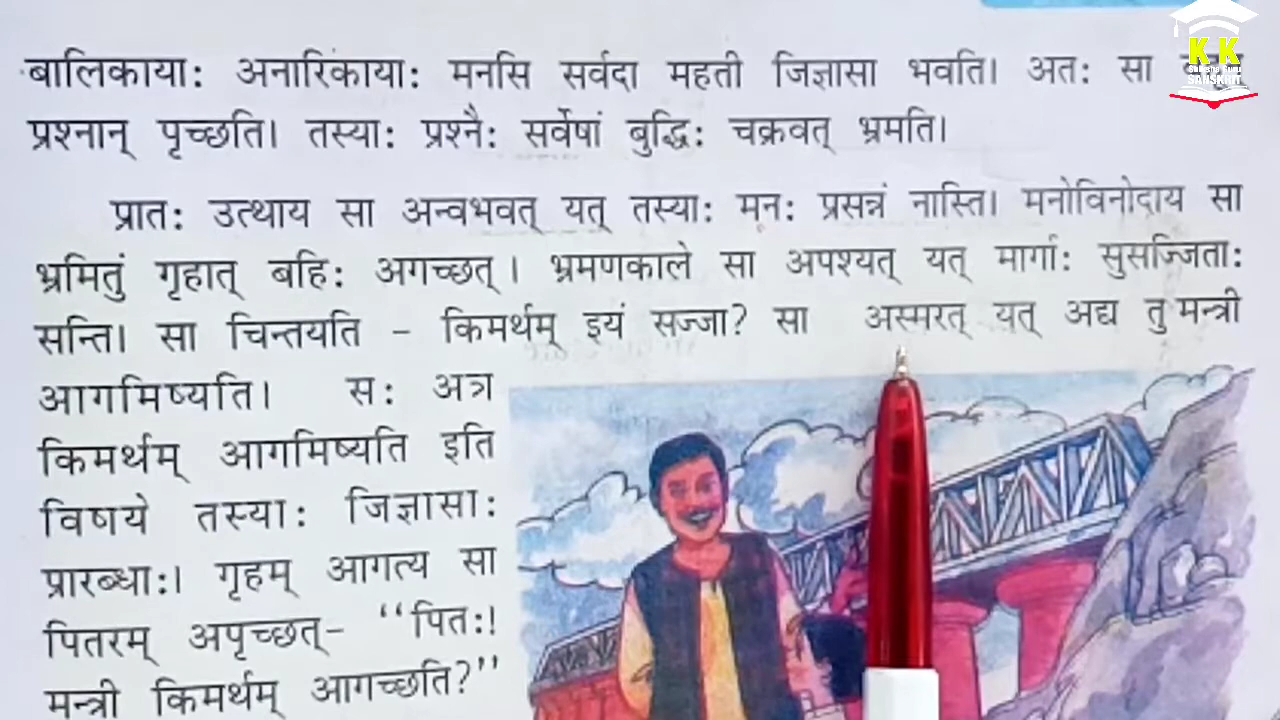 बालिकायाः अनारिकायाः मनसि सर्वदा महती जिज्ञासा भवति। अतः सा
प्रश्नान् पृच्छति। तस्याः प्रश्नैः सर्वेषां बुद्धिः चक्रवत् भ्रमति।
प्रातः उत्थाय सा अन्वभवत् यत् तस्याः मनः प्रसन्नं नास्ति। मनोविनोदाय सा
भ्रमितुं गृहात् बहिः अगच्छत्। भ्रमणकाले सा अपश्यत् यत् मार्गाः सुसज्जिताः
सन्ति। सा चिन्तयति – किमर्थम् इयं सज्जा? सा अस्मरत् यत् अद्य तु मन्त्री
आगमिष्यति। सः अत्र
किमर्थम् आगमिष्यति इति
विषये तस्याः जिज्ञासाः
प्रारब्धाः। गृहम् आगत्य सा
पितरम् अपृच्छत्– “पितः!
मन्त्री किमर्थम् आगच्छति?”
K K
SANSKRIT